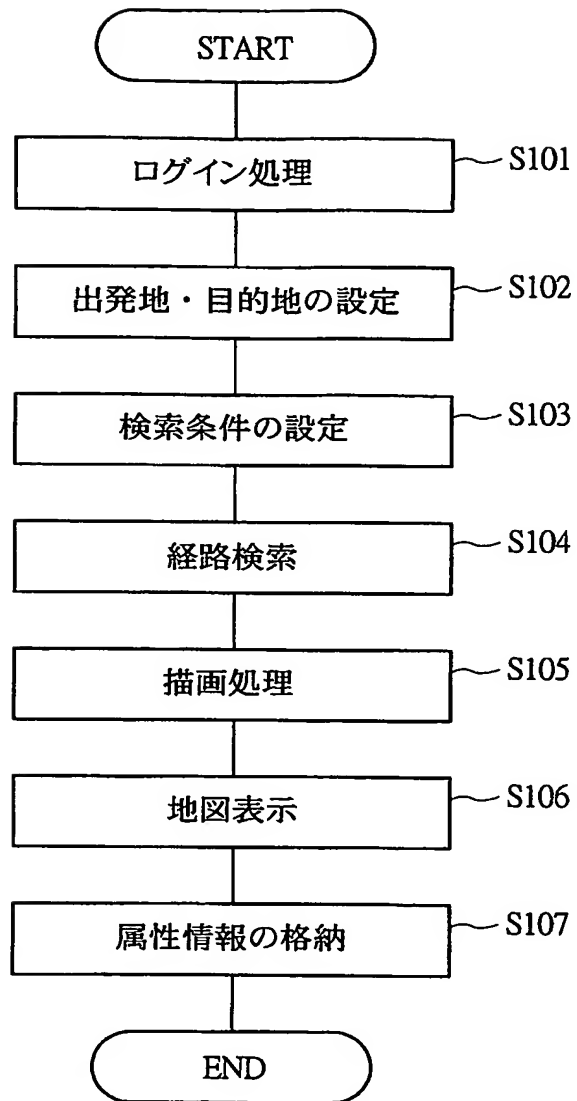 START
ログイン処理
S101
出発地・目的地の設定
S102
検索条件の設定
S103
経路検索
S104
描画処理
S105
地図表示
S106
属性情報の格納
S107
END